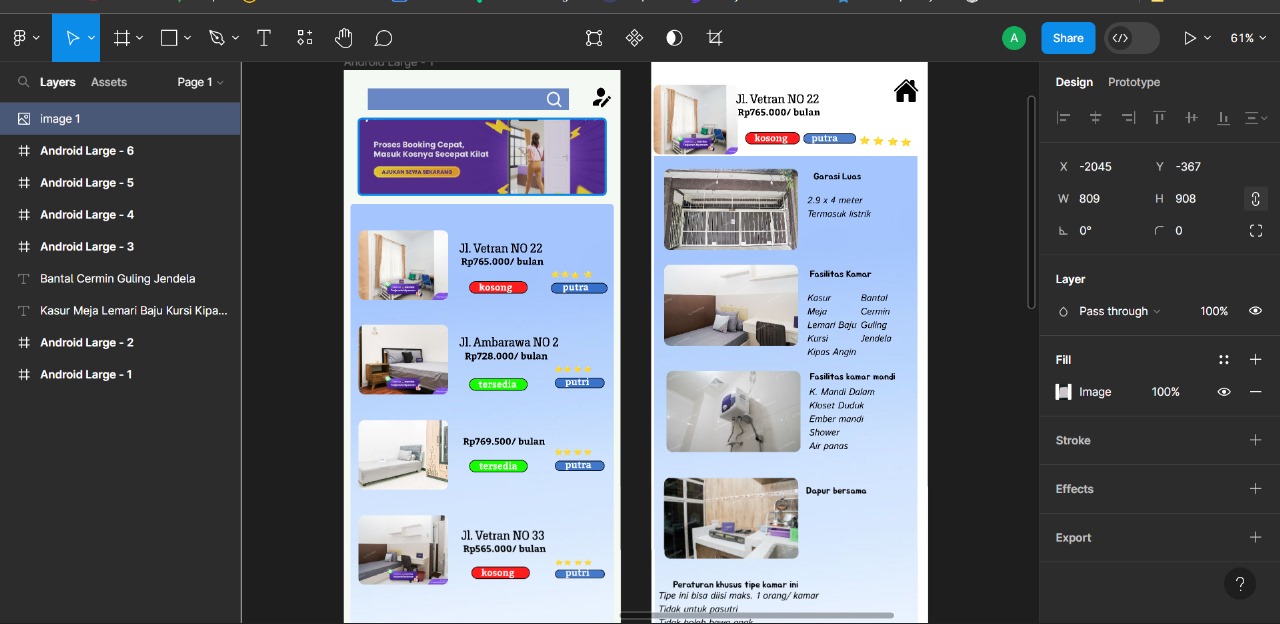 Share
61%
Layers
Assets
Page 1
image 1
Android Large - 6
Android Large - 5
Android Large - 4
Android Large - 3
Bantal Cermin Guling Jendela
Kasur Meja Lemari Baju Kursi Kipa...
Android Large - 2
Android Large - 1
Android Large - 1
Proses Booking Cepat,
Masuk Kosnya Secepat Kilat
AJUKAN SEWA SEKARANG
Jl. Vetran NO 22
Rp765.000/ bulan
kosong
putra
Jl. Ambarawa NO 2
Rp728.000/ bulan
tersedia
putri
Rp769.500/ bulan
tersedia
putra
Jl. Vetran NO 33
Rp565.000/ bulan
kosong
putri
Jl. Vetran NO 22
Rp765.000/ bulan
kosong
putra
Garasi Luas
2.9 x 4 meter
Termasuk listrik
Fasilitas Kamar
Kasur Bantal
Meja Cermin
Lemari Baju Guling
Kursi Jendela
Kipas Angin
Fasilitas kamar mandi
K. Mandi Dalam
Kloset Duduk
Ember mandi
Shower
Air panas
Dapur bersama
Peraturan khusus tipe kamar ini
Tipe ini bisa diisi maks. 1 orang/ kamar
Tidak untuk pasutri
Tidak boleh bawa anak
A
Design
Prototype
X -2045
Y -367
W 809
H 908
0°
0
Layer
Pass through
100%
Fill
Image
100%
Stroke
Effects
Export
?